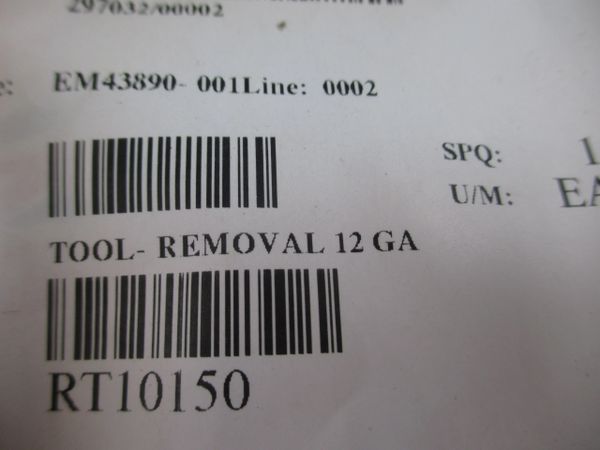 297032/00002
EM43890- 001Line: 0002
SPQ:
U/M:
TOOL- REMOVAL 12 GA
RT10150